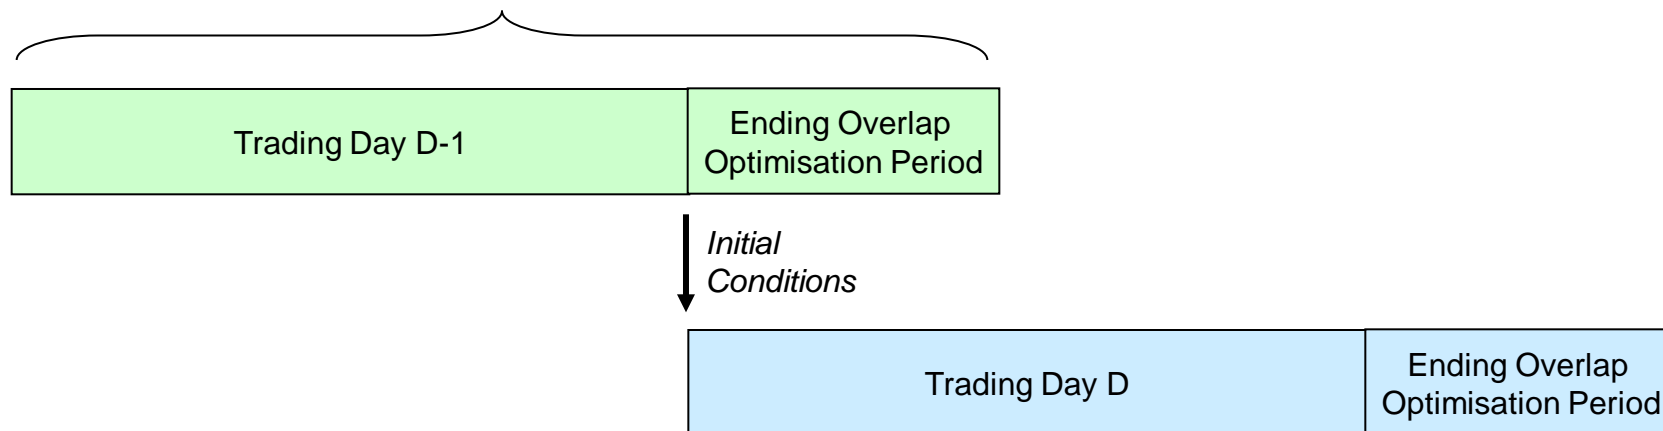 Trading Day D-1
Ending Overlap
Optimisation Period
Initial
Conditions
Trading Day D
Ending Overlap
Optimisation Period